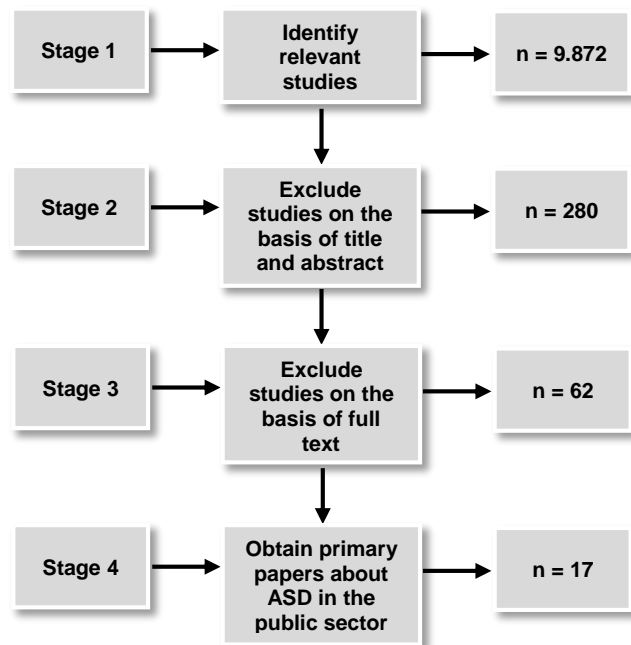 Stage 1
Identify
relevant
studies
n = 9.872
Stage 2
Exclude
studies on the
basis of title
and abstract
n = 280
Stage 3
Exclude
studies on the
basis of full
text
n = 62
Stage 4
Obtain primary
papers about
ASD in the
public sector
n = 17